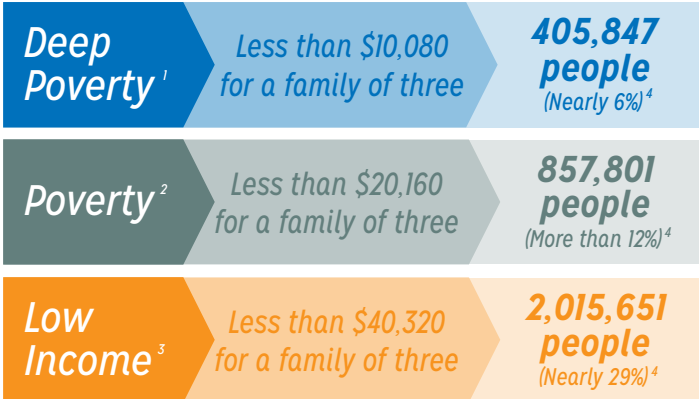 Deep
Poverty 1
Less than $10,080
for a family of three
405,847
people
(Nearly 6%) 4
Poverty 2
Less than $20,160
for a family of three
857,801
people
(More than 12%) 4
Low
Income 3
Less than $40,320
for a family of three
2,015,651
people
(Nearly 29%) 4